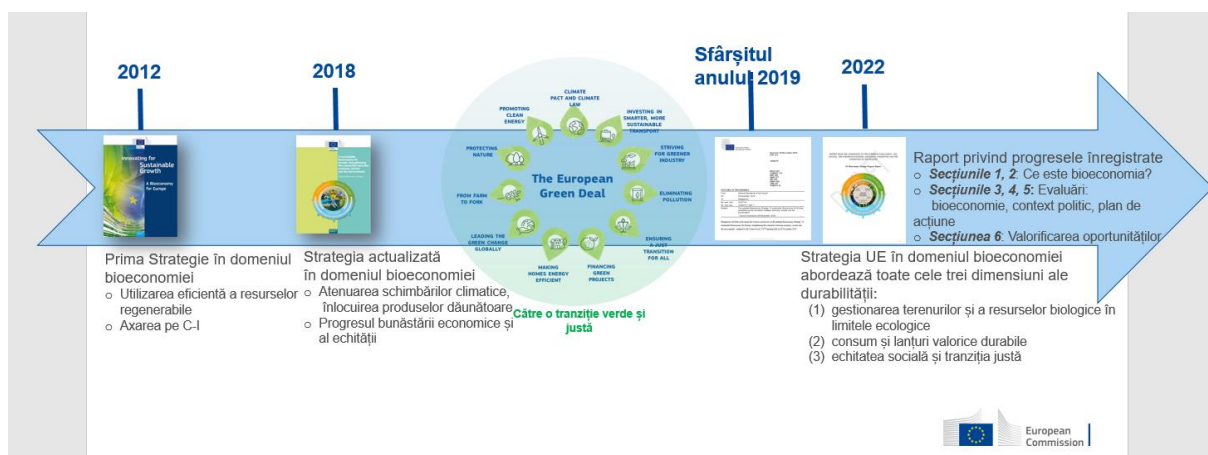 2012
2018
Sfârșitul
anului 2019
2022
Innovating for
Sustainable
Growth
A Bioeconomy
for Europe
CLIMATE
PACT AND CLIMATE
LAW
PROMOTING
CLEAN
ENERGY
INVESTING IN
SMARTER, MORE
SUSTAINABLE
TRANSPORT
PROTECTING
NATURE
STRIVING
FOR GREENER
INDUSTRY
The European
Green Deal
FROM FARM
TO FORK
ELIMINATING
POLLUTION
LEADING THE
GREEN CHANGE
GLOBALLY
ENSURING
A JUST
TRANSITION
FOR ALL
MAKING
HOMES ENERGY
EFFICIENT
FINANCING
GREEN
PROJECTS
Către o tranziție verde și
justă
Prima Strategie în domeniul
bioeconomiei
o Utilizarea eficientă a resurselor
regenerabile
o Axarea pe C-I
Strategia actualizată
în domeniul bioeconomiei
o Atenuarea schimbărilor climatice,
înlocuirea produselor dăunătoare
o Progresul bunăstării economice și
al echității
Raport privind progresele înregistrate
o Secțiunile 1, 2: Ce este bioeconomia?
o Secțiunile 3, 4, 5: Evaluări:
bioeconomie, context politic, plan de
acțiune
o Secțiunea 6: Valorificarea oportunităților
Strategia UE în domeniul bioeconomiei
abordează toate cele trei dimensiuni ale
durabilității:
(1) gestionarea terenurilor și a resurselor biologice în
limitele ecologice
(2) consum și lanțuri valorice durabile
(3) echitatea socială și tranziția justă
European
Commission